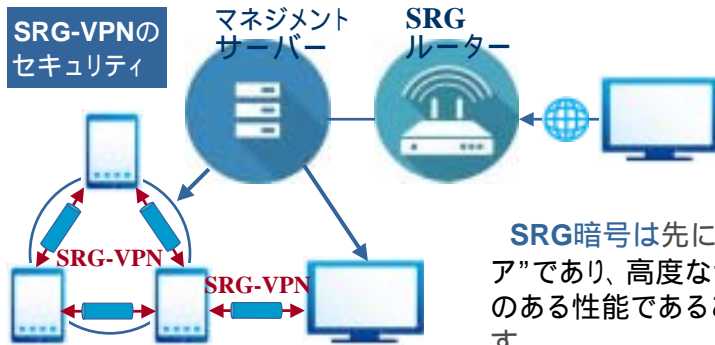 SRG-VPNの
セキュリティ
マネジメント
サーバー
SRG
ルーター
SRG-VPN
SRG-VPN
SRG暗号は先に
ア”であり、高度な
のある性能である
す